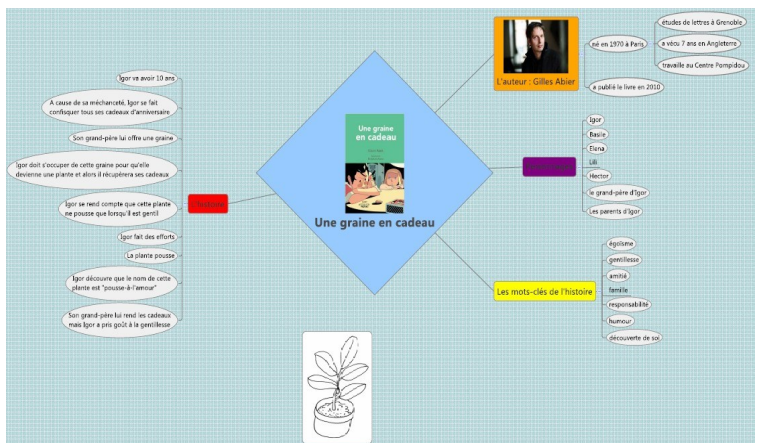 Igor va avoir 10 ans
A cause de sa méchanceté, Igor se fait
confisquer tous ses cadeaux d'anniversaire
Son grand-père lui offre une graine
Igor doit s'occuper de cette graine pour qu'elle
devienne une plante et alors il récupérera ses cadeaux
Igor se rend compte que cette plante
ne pousse que lorsqu'il est gentil
Igor fait des efforts
La plante pousse
Igor découvre que le nom de cette
plante est "pousse-à-l'amour"
Son grand-père lui rend les cadeaux
mais Igor a pris goût à la gentillesse
L'histoire
Une graine
en cadeau
Une graine en cadeau
L'auteur : Gilles Abier
né en 1970 à Paris
études de lettres à Grenoble
a vécu 7 ans en Angleterre
travaille au Centre Pompidou
a publié le livre en 2010
Igor
Basile
Elena
Lili
Hector
le grand-père d'Igor
Les parents d'Igor
Les mots-clés de l'histoire
égoïsme
gentillesse
amitié
famille
responsabilité
humour
découverte de soi